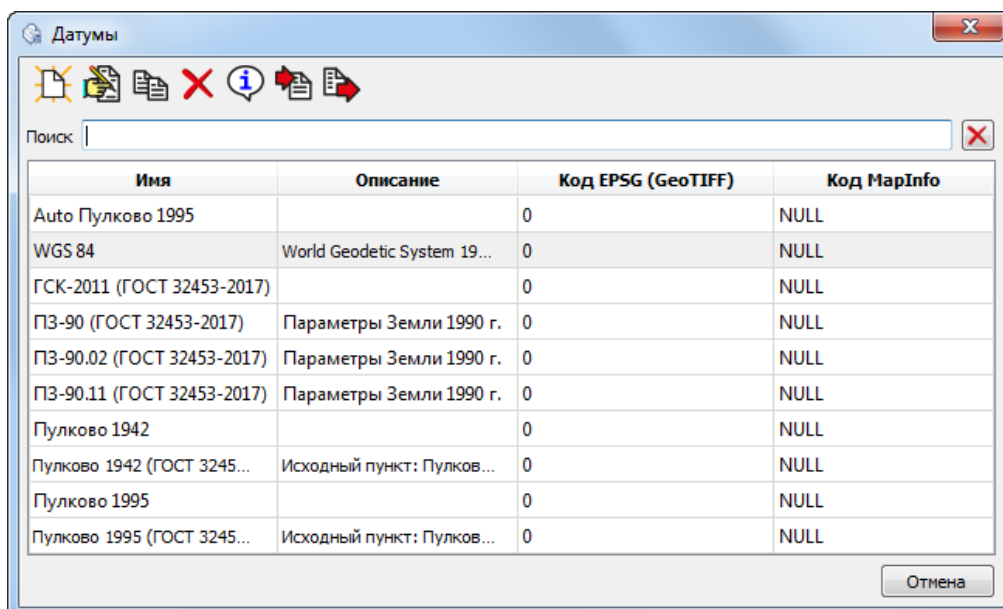 Датумы
Поиск
Имя Описание Код EPSG (GeoTIFF) Код MapInfo
Auto Пулково 1995 0 NULL
WGS 84 World Geodetic System 19... 0 NULL
ГСК-2011 (ГОСТ 32453-2017) 0 NULL
ПЗ-90 (ГОСТ 32453-2017) Параметры Земли 1990 г. 0 NULL
ПЗ-90.02 (ГОСТ 32453-2017) Параметры Земли 1990 г. 0 NULL
ПЗ-90.11 (ГОСТ 32453-2017) Параметры Земли 1990 г. 0 NULL
Пулково 1942 0 NULL
Пулково 1942 (ГОСТ 3245... Исходный пункт: Пулков... 0 NULL
Пулково 1995 0 NULL
Пулково 1995 (ГОСТ 3245... Исходный пункт: Пулков... 0 NULL
Отмена